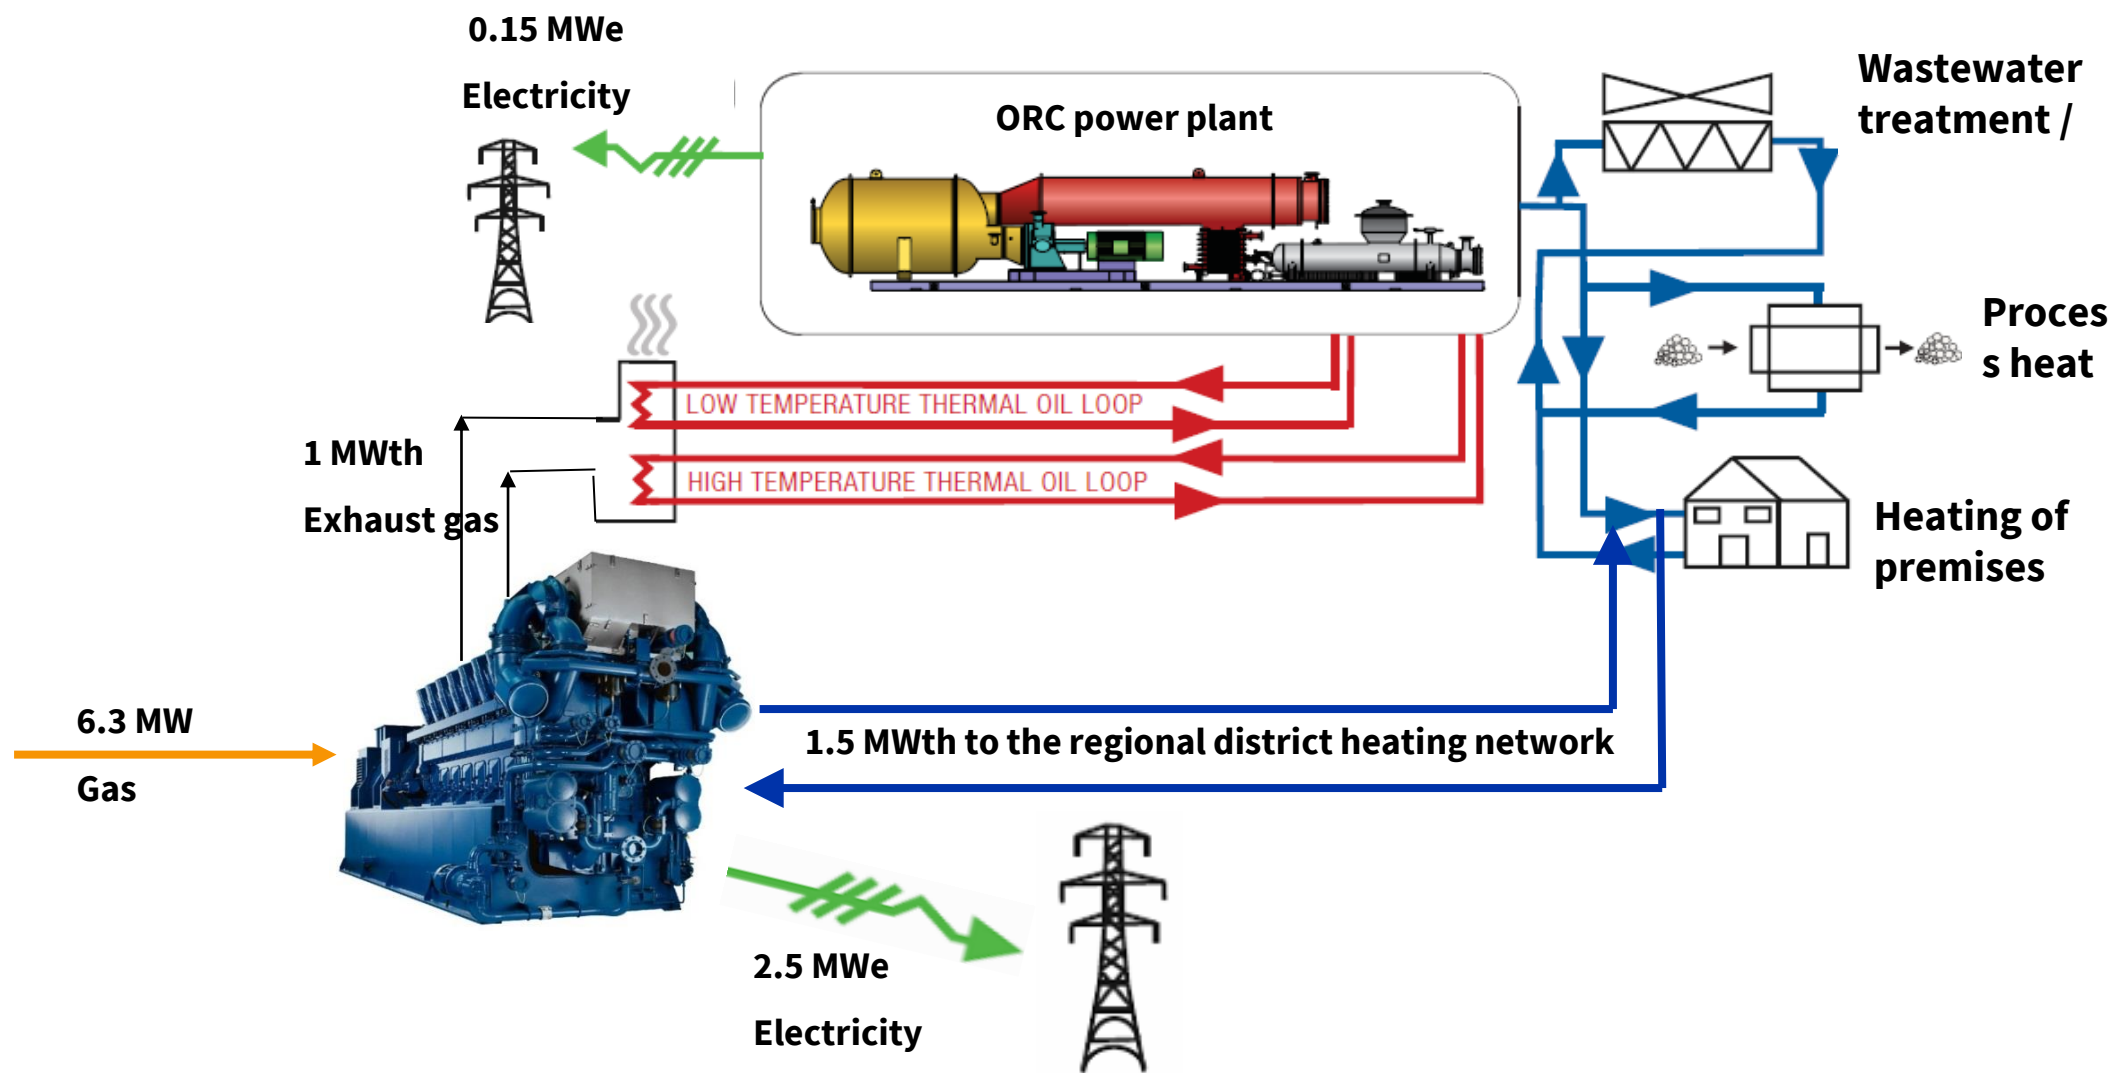 0.15 MWe
Electricity
ORC power plant
Wastewater
treatment /
Proces
s heat
LOW TEMPERATURE THERMAL OIL LOOP
1 MWth
Exhaust gas
HIGH TEMPERATURE THERMAL OIL LOOP
Heating of
premises
6.3 MW
Gas
1.5 MWth to the regional district heating network
2.5 MWe
Electricity